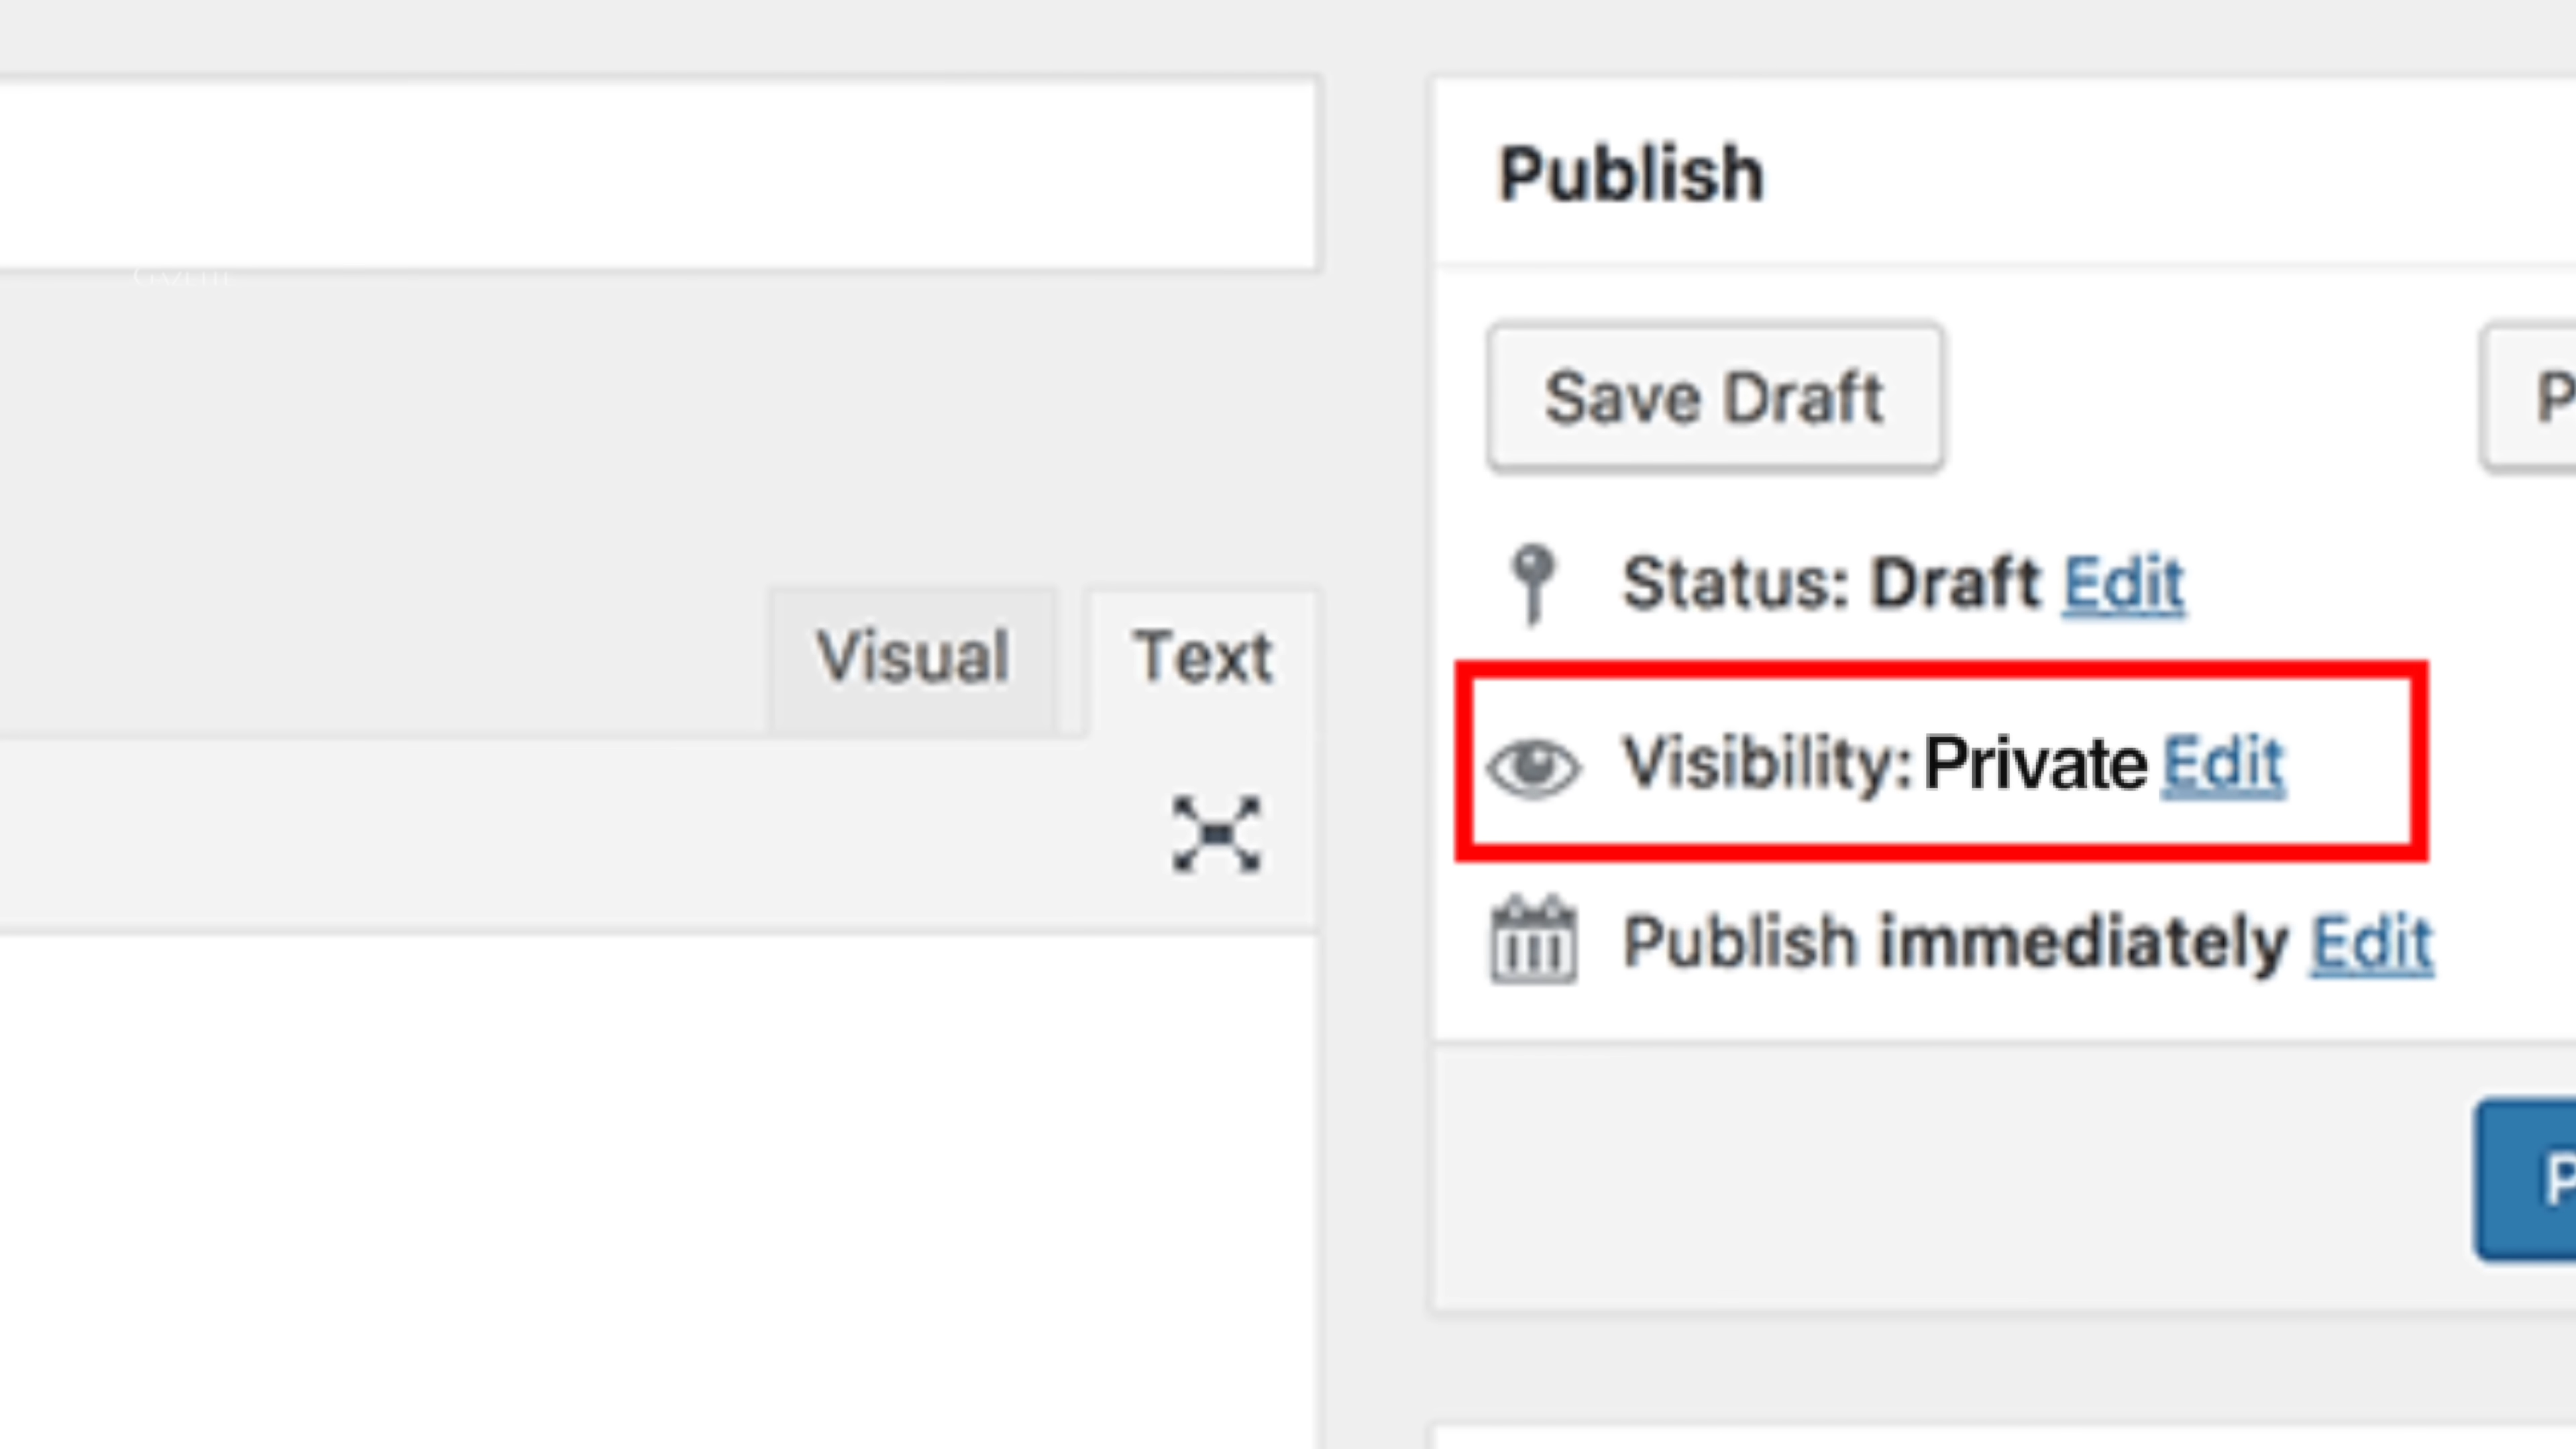 Publish
Save Draft
P
Status: Draft Edit
Visual
Text
Visibility: Private Edit
Publish immediately Edit
P